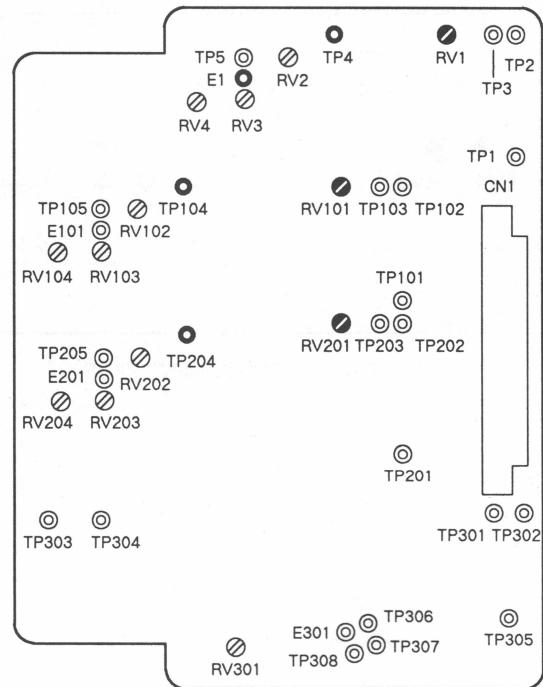 TP5
E1
RV2
TP4
RV1
TP2
TP3
RV4
RV3
TP1
CN1
TP105
E101
RV102
TP104
RV101
TP103
TP102
RV104
RV103
TP101
TP205
E201
RV202
TP204
RV201
TP203
TP202
RV204
RV203
TP201
TP303
TP304
TP301
TP302
E301
TP306
TP307
TP308
TP305
RV301